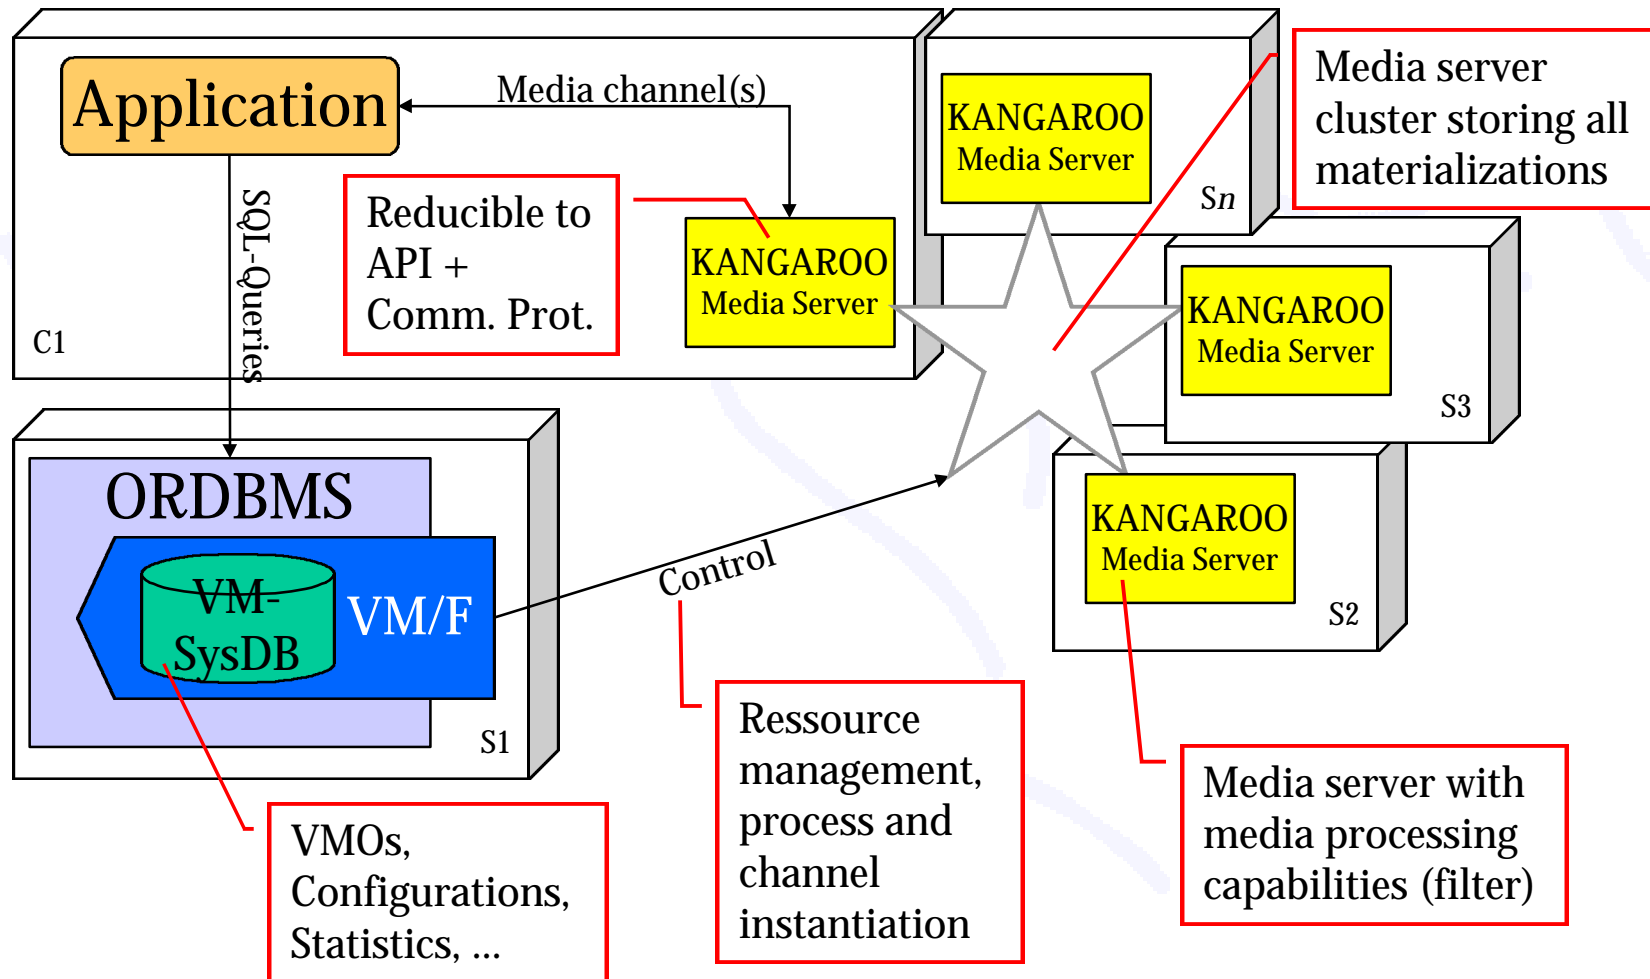 Application
Media channel(s)
SQL-Queries
Reducible to
API +
Comm. Prot.
KANGAROO
Media Server
C1
KANGAROO
Media Server
Sn
Media server
cluster storing all
materializations
KANGAROO
Media Server
S3
KANGAROO
Media Server
S2
ORDBMS
VM-
SysDB
VM/F
S1
Control
VMOs,
Configurations,
Statistics, ...
Ressource
management,
process and
channel
instantiation
Media server with
media processing
capabilities (filter)